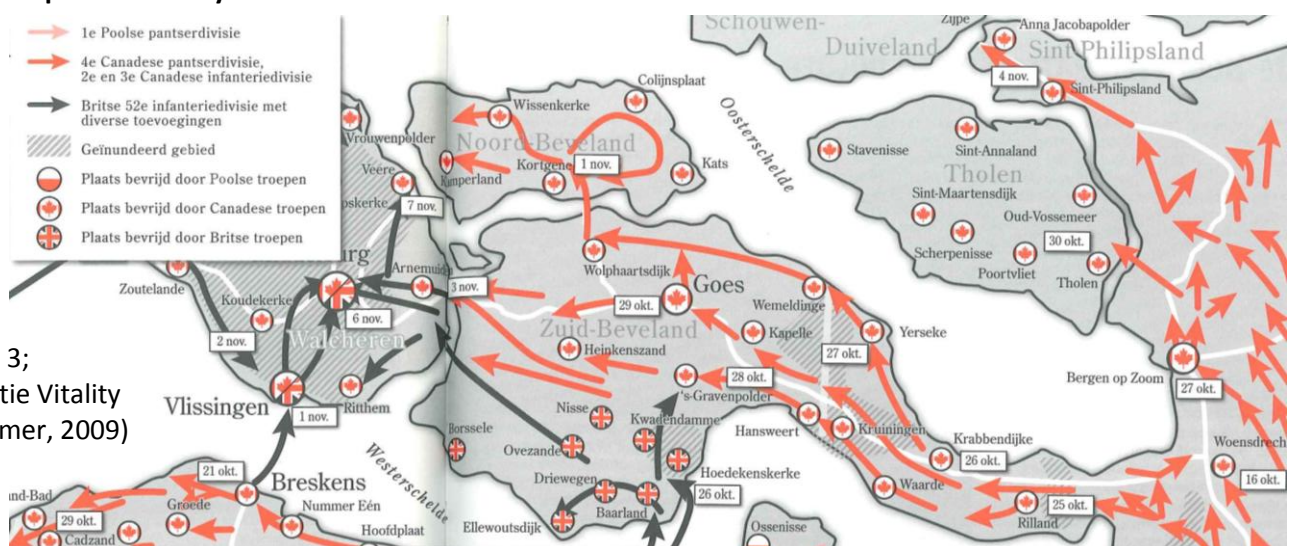 1e Poolse pantserdivisie
4e Canadese pantserdivisie,
2e en 3e Canadese infanteriedivisie
Britse 52e infanteriedivisie met
diverse toevoegingen
Geïnundeerd gebied
Plaats bevrijd door Poolse troepen
Plaats bevrijd door Canadese troepen
Plaats bevrijd door Britse troepen
3;
tie Vitality
mer, 2009)
Schouwen-
Duiveland
Zijpe
Anna Jacobapolder
Sint Philipsland
4 nov.
Sint-Philipsland
Colijnsplaat
Wissenkerke
Noord-Beveland
Vrouwenpolder
Kortgene
1 nov.
Kats
Kamperland
Veere
7 nov.
Oosterschelde
Stavenisse
Sint-Annaland
Tholen
Sint-Maartensdijk
Oud-Vossemeer
Scherpenisse
30 okt.
Poortvliet
Tholen
pskerke
urg
Arnemuiden
3 nov.
Zoutelande
Koudekerke
6 nov.
2 nov.
Walcheren
Vlissingen
1 nov.
Ritthem
Wolphaartsdijk
Goes
29 okt.
Wemeldinge
Zuid-Beveland
Kapelle
Yerseke
27 okt.
Heinkenszand
28 okt.
's-Gravenpolder
Bergen op Zoom
27 okt.
Nisse
Kwadendamme
Hansweert
Kruiningen
Borssele
Ovezande
Krabbendijke
26 okt.
Woensdrech
16 okt.
Driewegen
Hoedekenskerke
26 okt.
Waarde
Baarland
Ellewoutsdijk
Rilland
25 okt.
Westerschelde
21 okt.
Breskens
Nummer Eén
Groede
Hoofdplaat
nd-Bad
29 okt.
Cadzand
Ossenisse